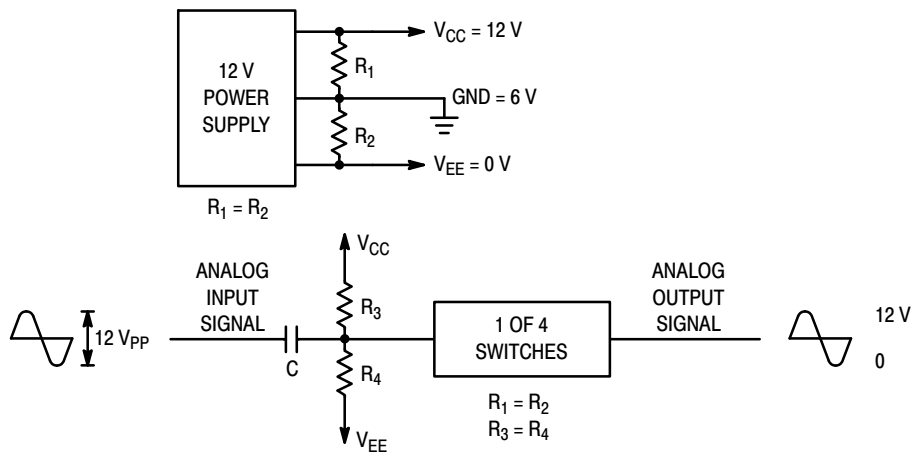 12 V
POWER
SUPPLY
V_CC = 12 V
R_1
GND = 6 V
R_2
V_EE = 0 V
R_1 = R_2
V_CC
ANALOG
INPUT
SIGNAL
ANALOG
OUTPUT
SIGNAL
R_3
12 V_PP
1 OF 4
SWITCHES
12 V
0
C
R_4
R_1 = R_2
R_3 = R_4
V_EE